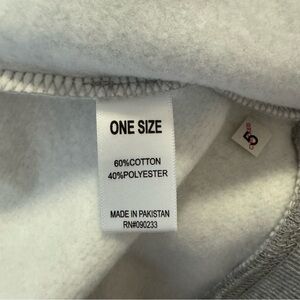 ONE SIZE
60%COTTON
40%POLYESTER
MADE IN PAKISTAN
RN#090233